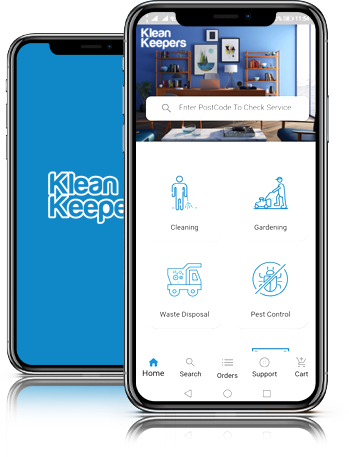 Klean
Keepers
Klean
Keepers
Enter PostCode To Check Service
Cleaning
Gardening
Waste Disposal
Pest Control
Home
Search
Orders
Support
Cart